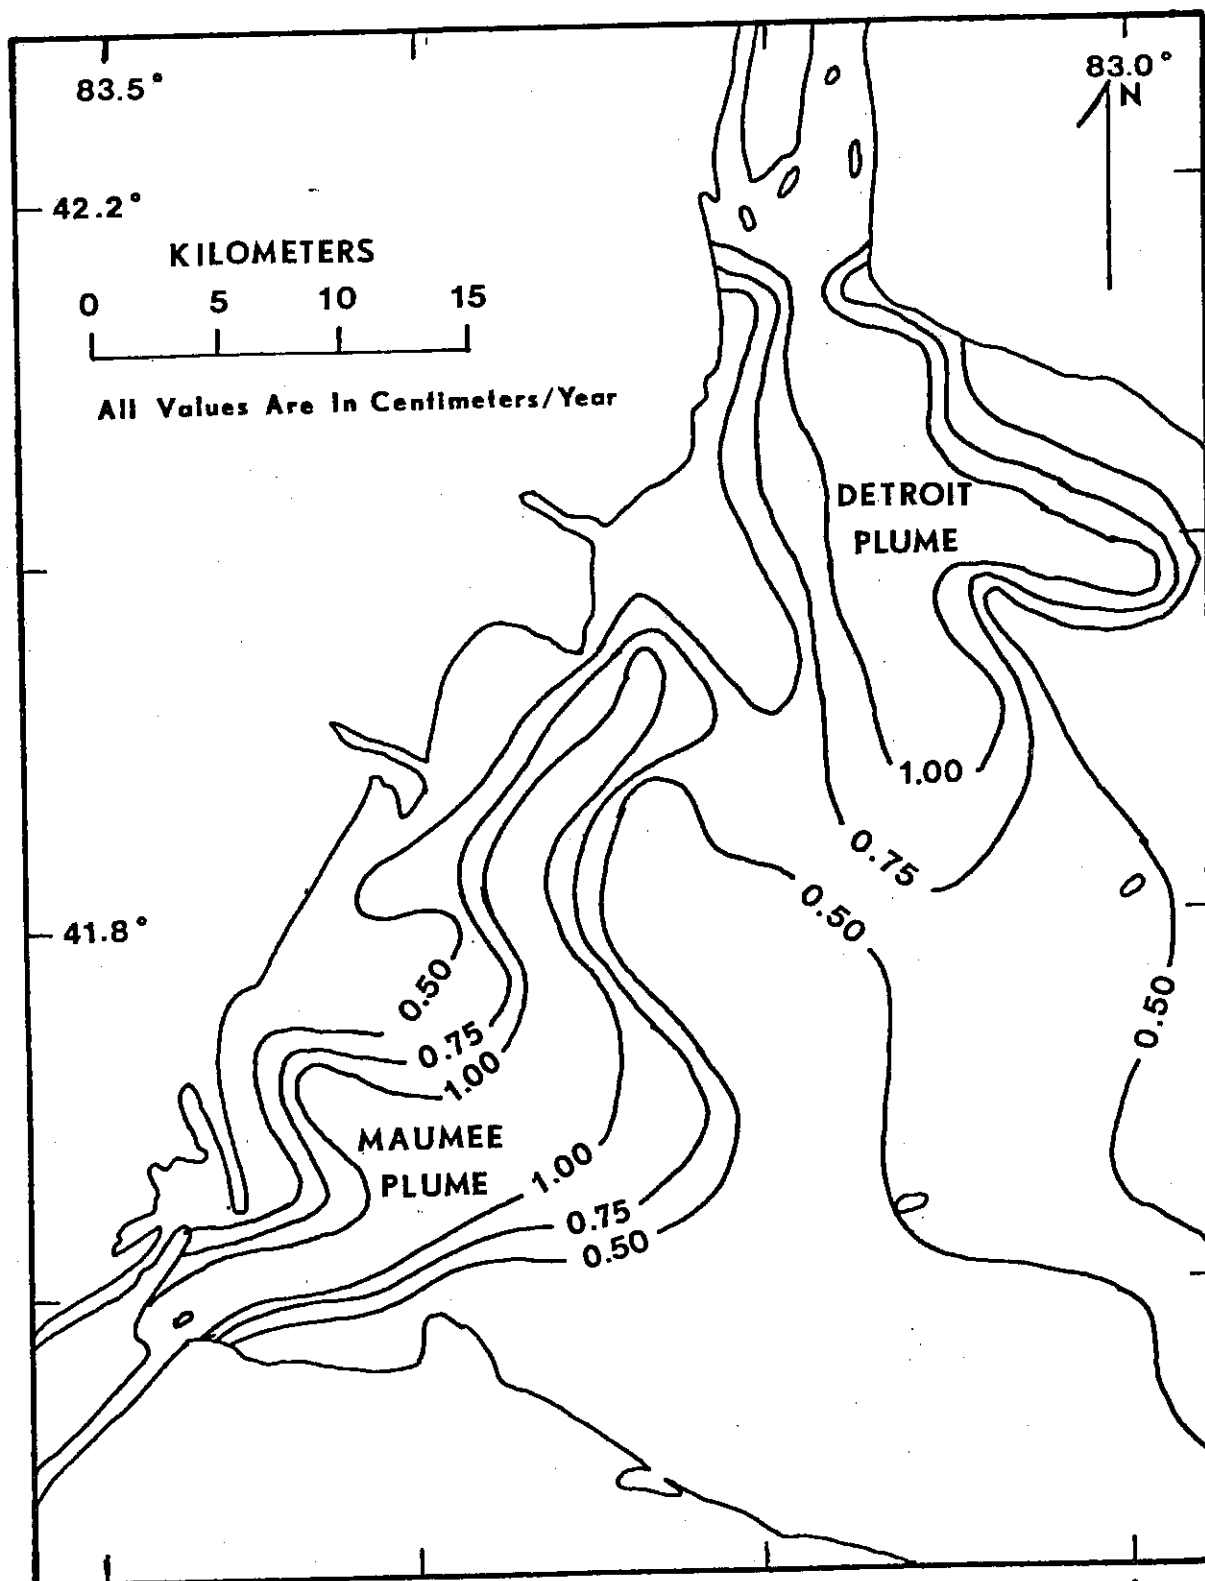 83.5°
83.0°
N
42.2°
KILOMETERS
0 5 10 15
All Values Are In Centimeters/Year
DETROIT
PLUME
1.00
0.75
0.50
41.8°
0.50
0.50
0.75
1.00
MAUMEE
PLUME
1.00
0.75
0.50